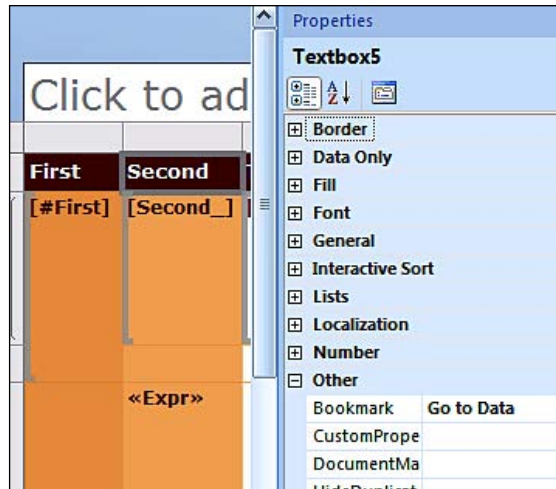 Properties
Textbox5
Click to ad
First Second
[#First] [Second_]
«Expr»
Border
Data Only
Fill
Font
General
Interactive Sort
Lists
Localization
Number
Other
Bookmark Go to Data
CustomPrope
DocumentMa